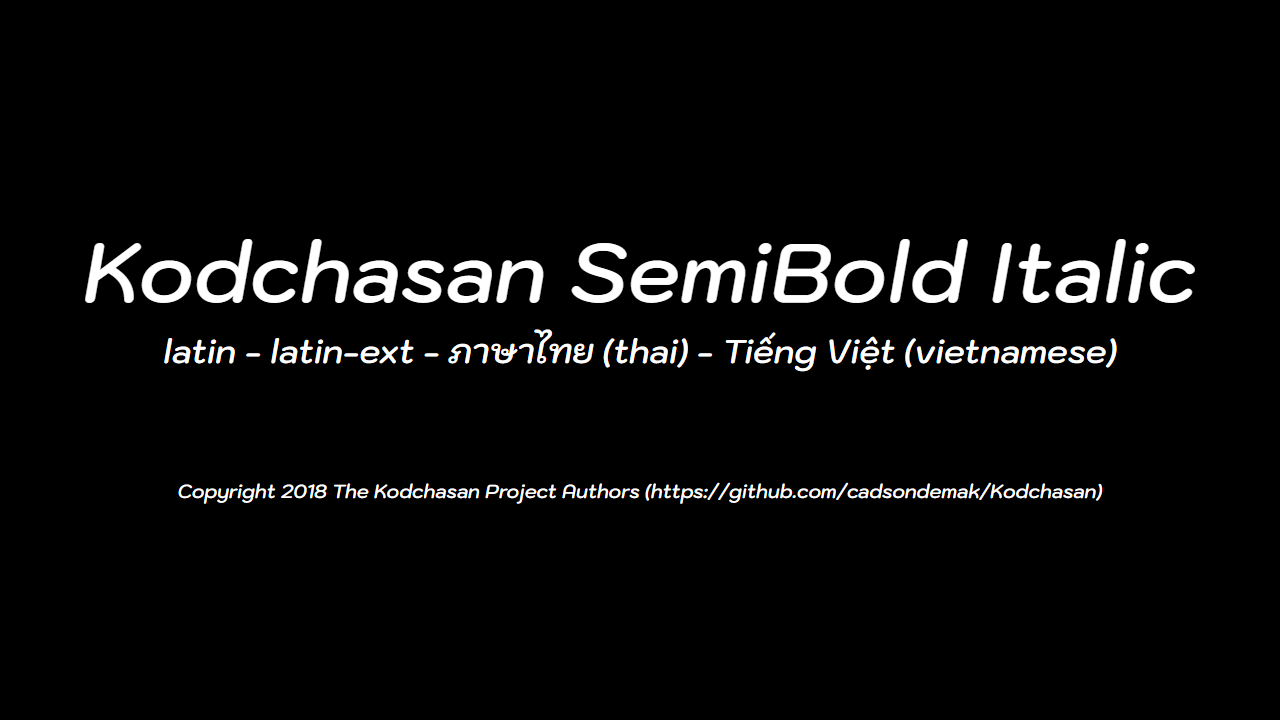 Kodchasan SemiBold Italic
latin - latin-ext - ภาษาไทย (thai) - Tiếng Việt (vietnamese)
Copyright 2018 The Kodchasan Project Authors (https://github.com/cadsondemak/Kodchasan)